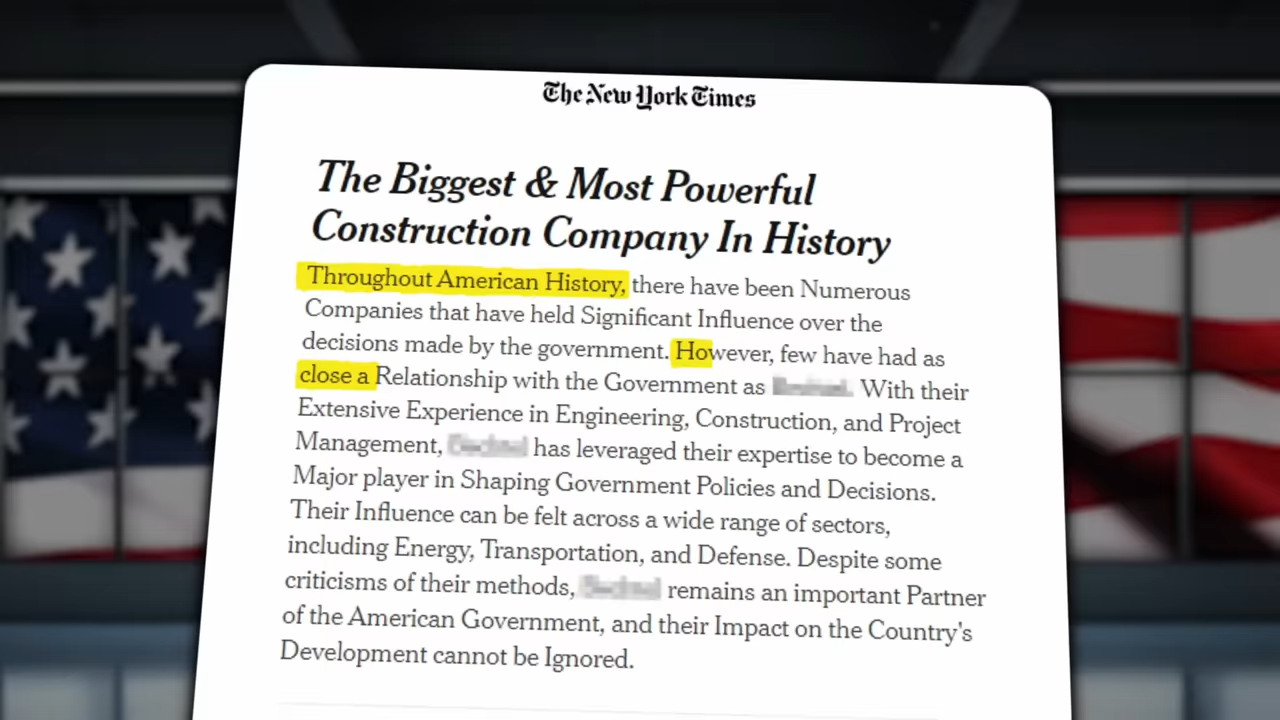 The New York Times
The Biggest & Most Powerful
Construction Company In History
Throughout American History, there have been Numerous
Companies that have held Significant Influence over the
decisions made by the government. However, few have had as
close a Relationship with the Government as . With their
Extensive Experience in Engineering, Construction, and Project
Management, has leveraged their expertise to become a
Major player in Shaping Government Policies and Decisions.
Their Influence can be felt across a wide range of sectors,
including Energy, Transportation, and Defense. Despite some
criticisms of their methods, remains an important Partner
of the American Government, and their Impact on the Country's
Development cannot be Ignored.